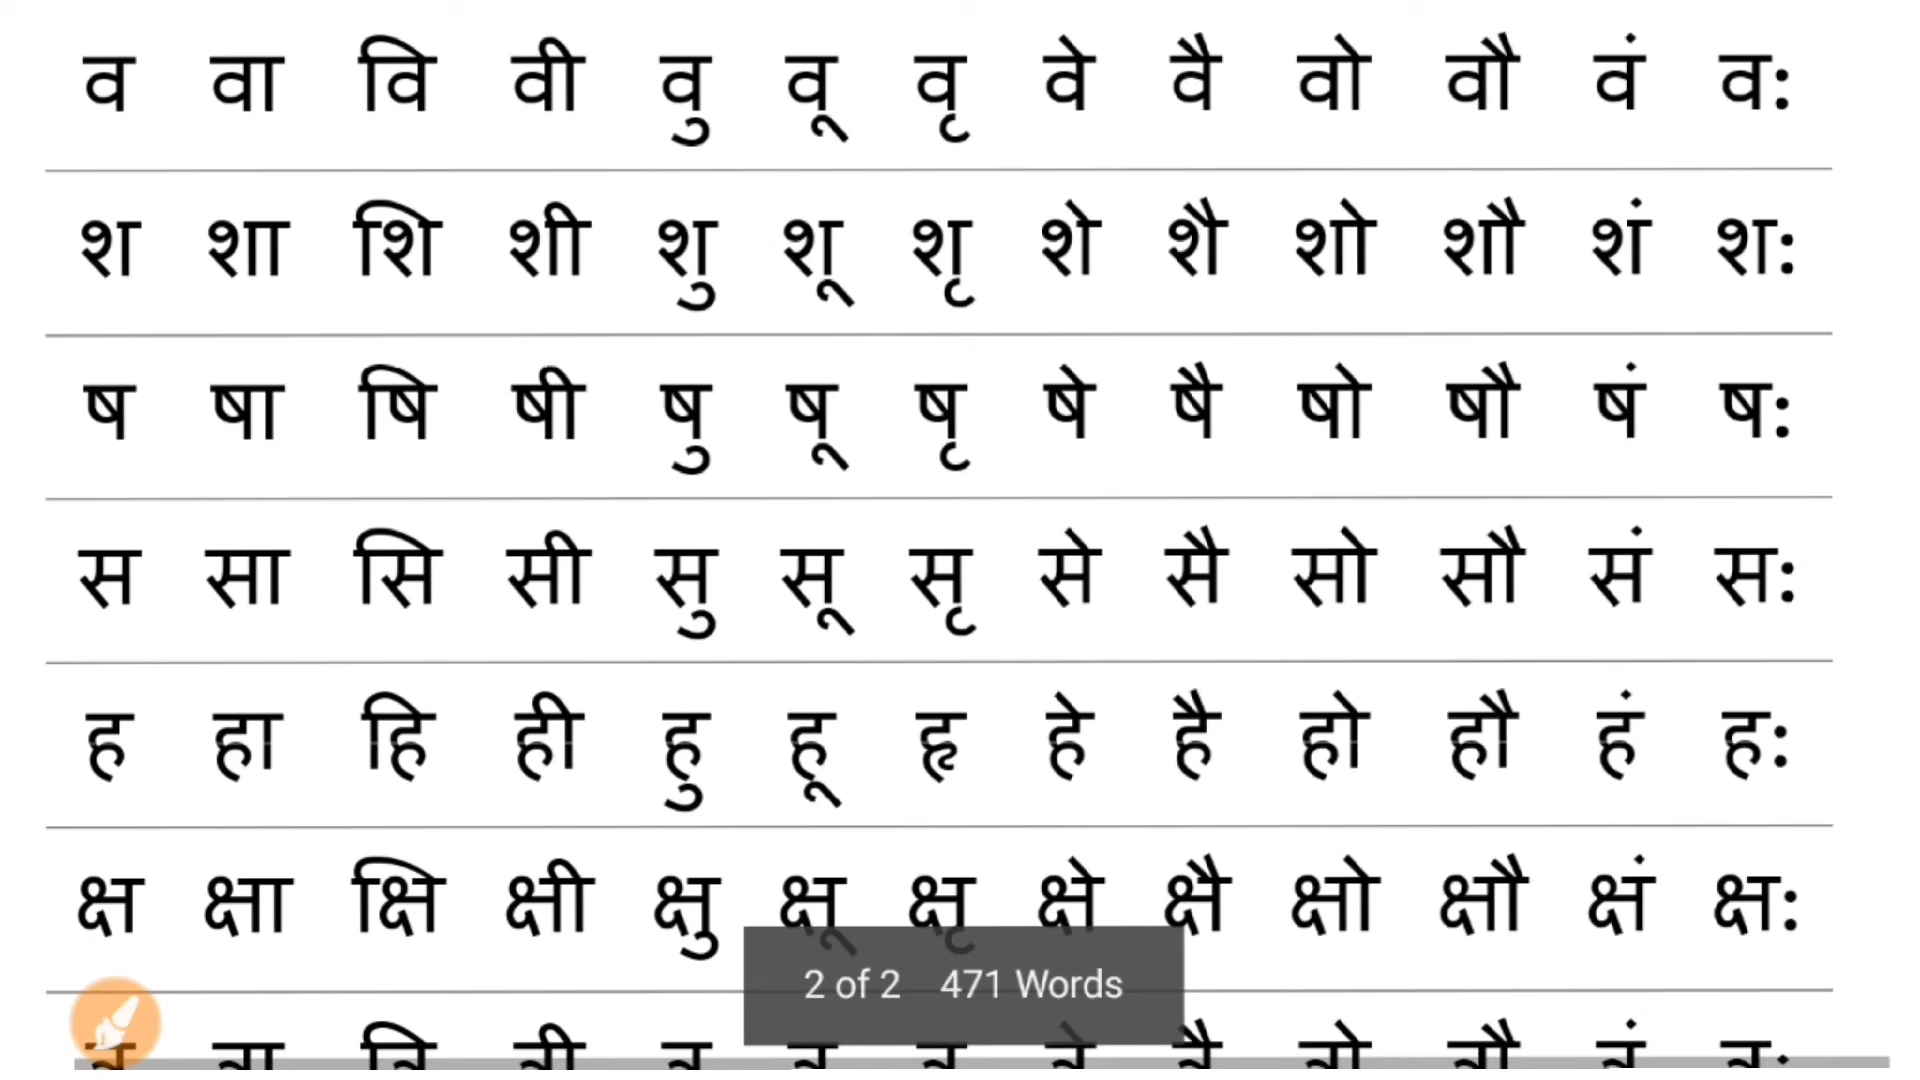 व वा वि वी वु वू वृ वे वै वो वौ वं वः
श शा शि शी शु शू शृ शे शै शो शौ शं शः
ष षा षि षी षु षू षृ षे षै षो षौ षं षः
स सा सि सी सु सू सृ से सै सो सौ सं सः
ह हा हि ही हु हू हृ हे है हो हौ हं हः
क्ष क्षा क्षि क्षी क्षु क्षू क्षृ क्षे क्षै क्षो क्षौ क्षं क्षः
2 of 2 471 Words